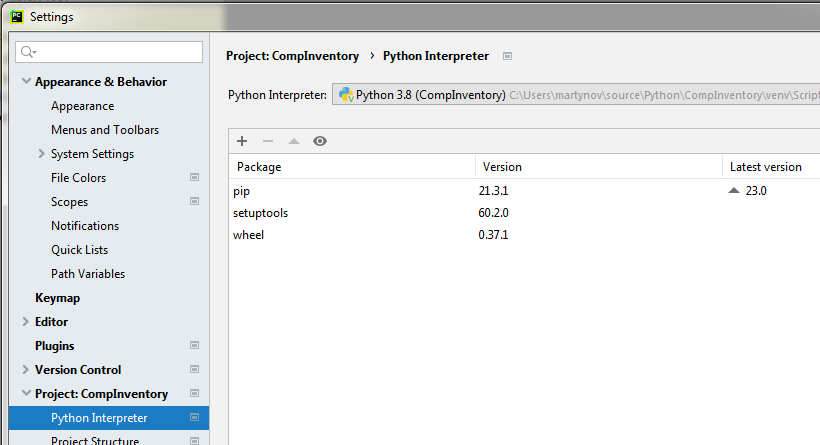 Settings
Project: CompInventory › Python Interpreter
Appearance & Behavior
Appearance
Menus and Toolbars
System Settings
File Colors
Scopes
Notifications
Quick Lists
Path Variables
Keymap
Editor
Plugins
Version Control
Project: CompInventory
Python Interpreter
Project Structure
Python Interpreter: Python 3.8 (CompInventory) C:\Users\martynov\source\Python\CompInventory\venv\Script
Package Version Latest version
pip 21.3.1 23.0
setuptools 60.2.0
wheel 0.37.1